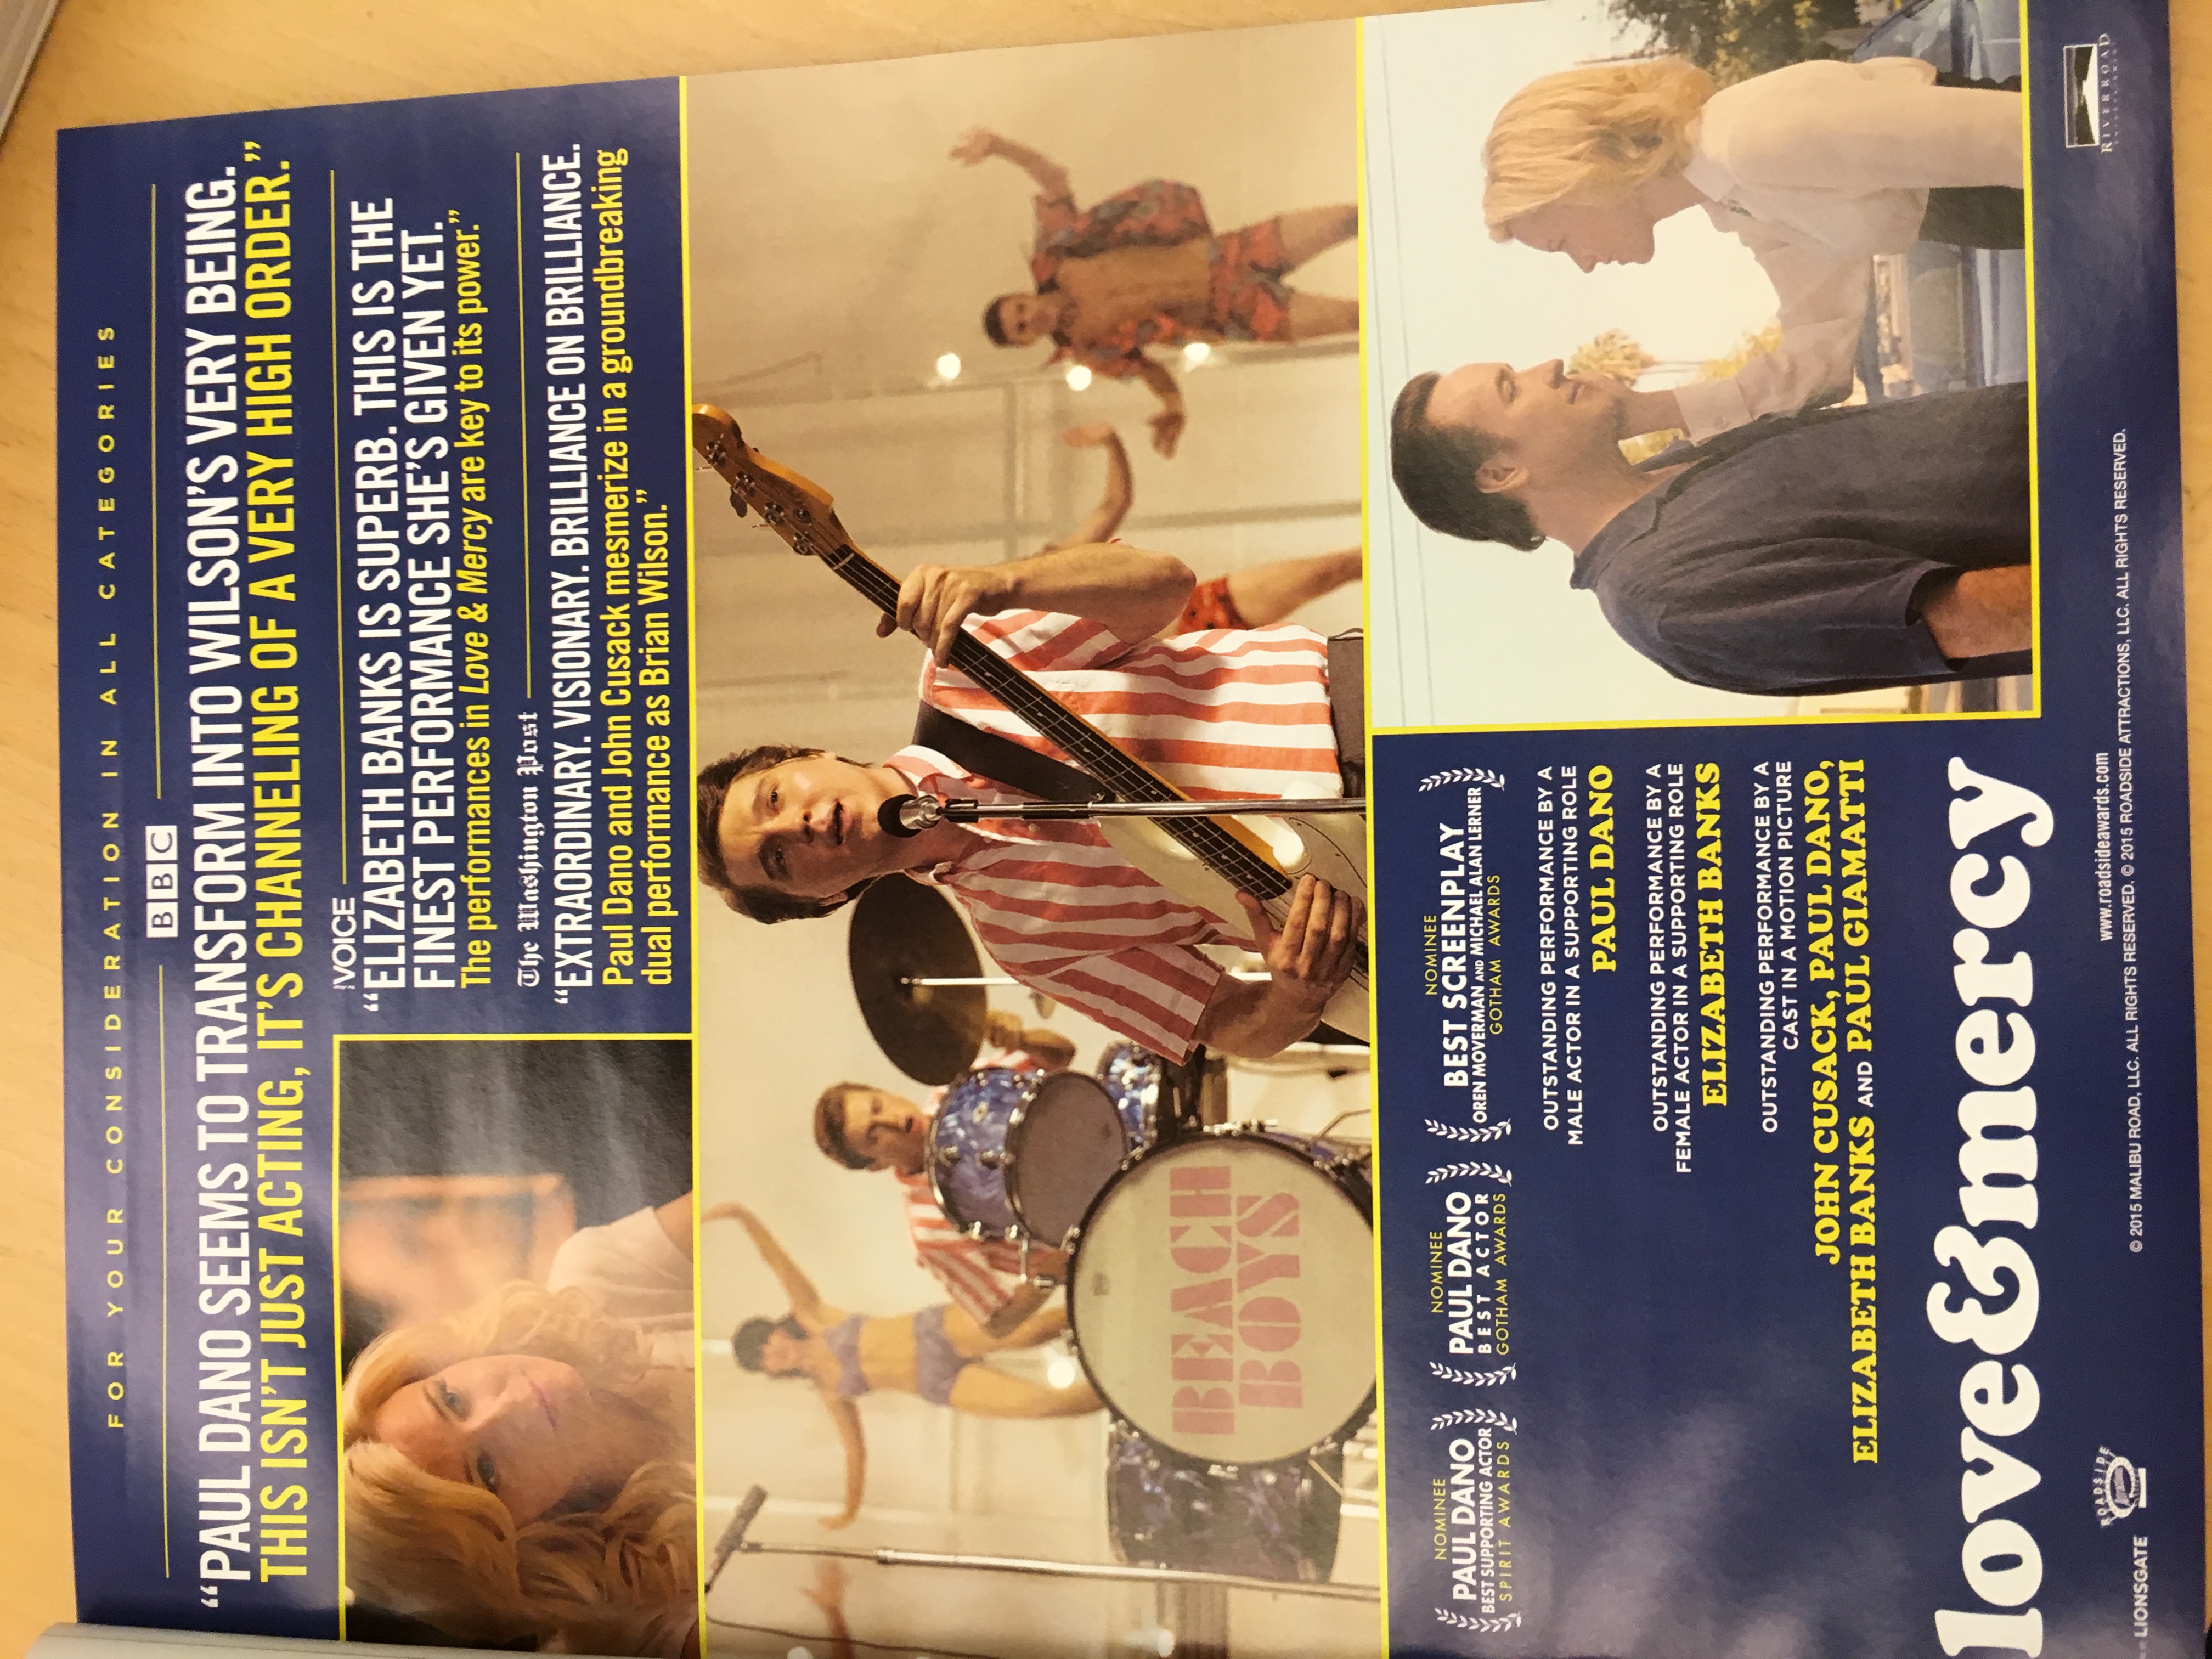 FOR YOUR CONSIDERATION IN ALL CATEGORIES
BBC
“PAUL DANO SEEMS TO TRANSFORM INTO WILSON’S VERY BEING.
THIS ISN’T JUST ACTING, IT’S CHANNELING OF A VERY HIGH ORDER.”
VOICE
“ELIZABETH BANKS IS SUPERB. THIS IS THE
FINEST PERFORMANCE SHE’S GIVEN YET.
The performances in Love & Mercy are key to its power.”
The Washington Post
“EXTRAORDINARY. VISIONARY. BRILLIANCE ON BRILLIANCE.
Paul Dano and John Cusack mesmerize in a groundbreaking
dual performance as Brian Wilson.”
BEACH
BOYS
NOMINEE
PAUL DANO
BEST SUPPORTING ACTOR
SPIRIT AWARDS
NOMINEE
PAUL DANO
BEST ACTOR
GOTHAM AWARDS
NOMINEE
BEST SCREENPLAY
OREN MOVERMAN AND MICHAEL ALAN LERNER
GOTHAM AWARDS
OUTSTANDING PERFORMANCE BY A
MALE ACTOR IN A SUPPORTING ROLE
PAUL DANO
OUTSTANDING PERFORMANCE BY A
FEMALE ACTOR IN A SUPPORTING ROLE
ELIZABETH BANKS
OUTSTANDING PERFORMANCE BY A
CAST IN A MOTION PICTURE
JOHN CUSACK, PAUL DANO,
ELIZABETH BANKS AND PAUL GIAMATTI
love&mercy
LIONSGATE
ROADSIDE
Attractions
www.roadsideawards.com
© 2015 MALIBU ROAD, LLC. ALL RIGHTS RESERVED. © 2015 ROADSIDE ATTRACTIONS, LLC. ALL RIGHTS RESERVED.
RIVERROAD